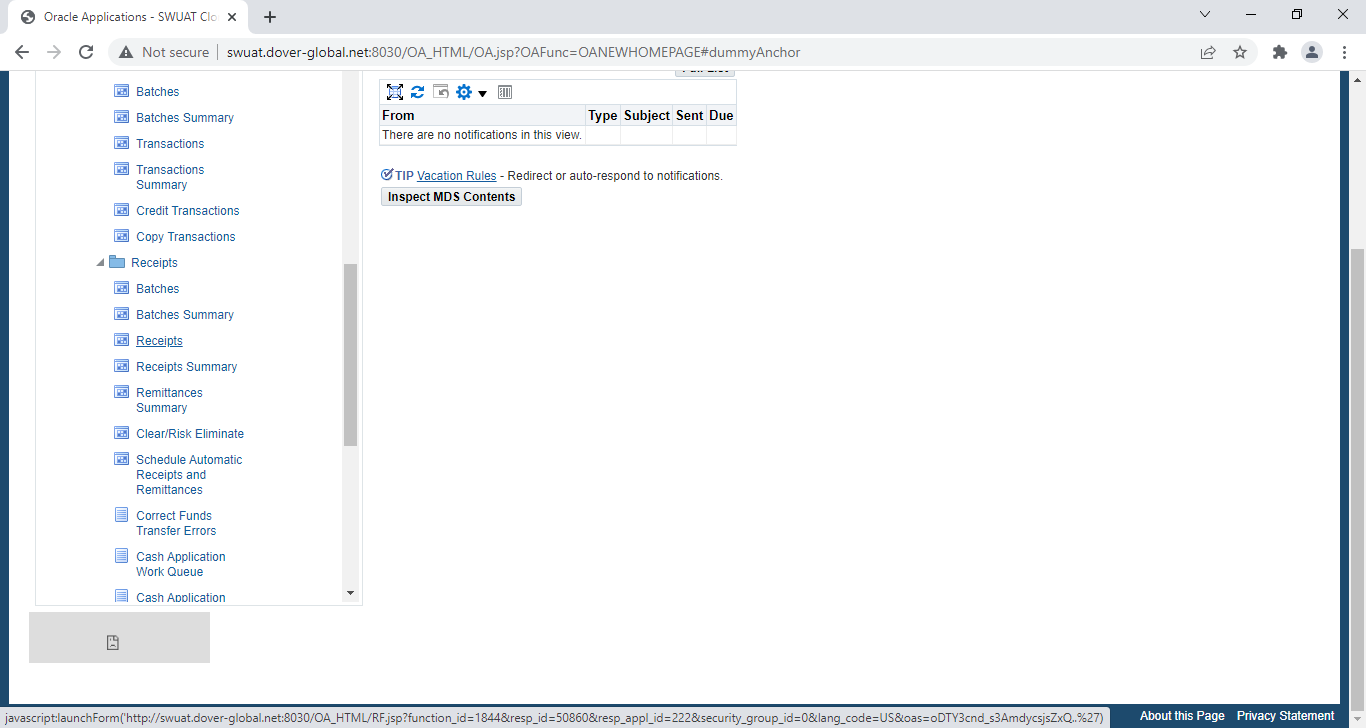 Oracle Applications - SWUAT Clo
Not secure
swuat.dover-global.net:8030/OA_HTML/OA.jsp?OAFunc=OANEWHOMEPAGE#dummyAnchor
Batches
Batches Summary
Transactions
Transactions
Summary
Credit Transactions
Copy Transactions
Receipts
Batches
Batches Summary
Receipts
Receipts Summary
Remittances
Summary
Clear/Risk Eliminate
Schedule Automatic
Receipts and
Remittances
Correct Funds
Transfer Errors
Cash Application
Work Queue
Cash Application
From Type Subject Sent Due
There are no notifications in this view.
TIP Vacation Rules - Redirect or auto-respond to notifications.
Inspect MDS Contents
javascript:launchForm('http://swuat.dover-global.net:8030/OA_HTML/RF.jsp?function_id=1844&resp_id=50860&resp_appl_id=222&security_group_id=0&lang_code=US&oas=oDTY3cnd_s3AmdycsjsZxQ..%27)
About this Page Privacy Statement